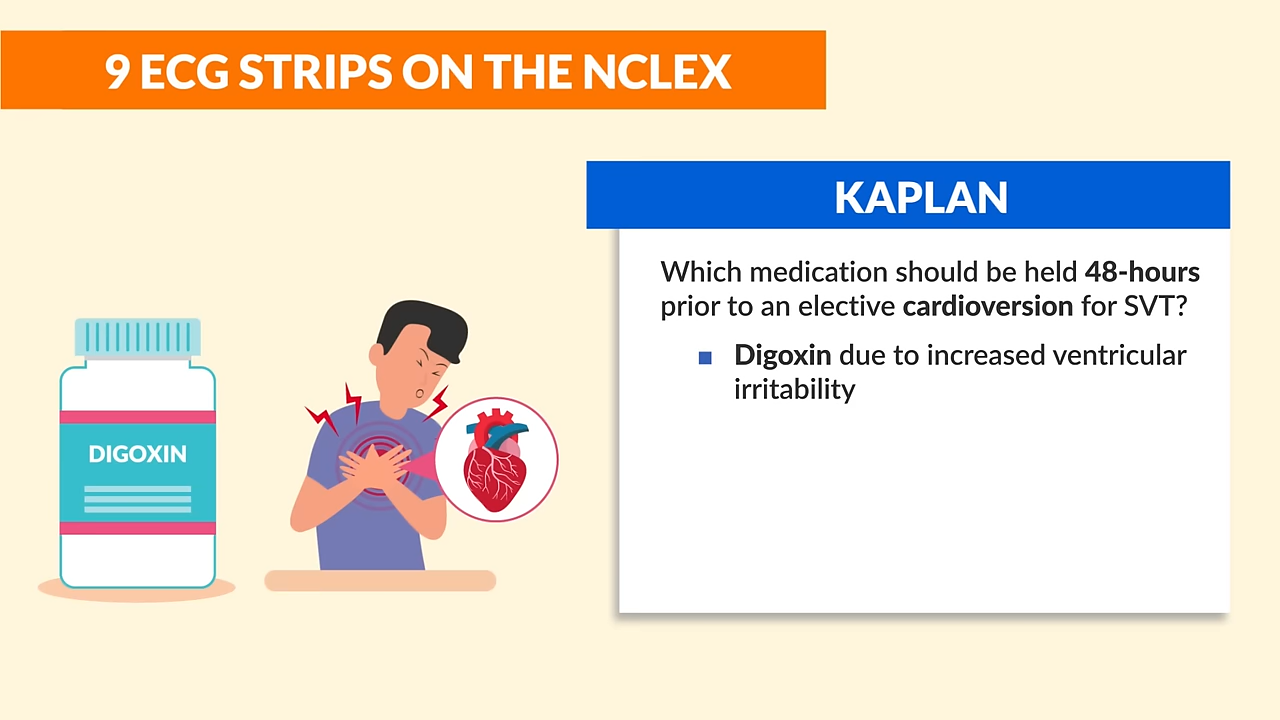 9 ECG STRIPS ON THE NCLEX
KAPLAN
Which medication should be held 48-hours
prior to an elective cardioversion for SVT?
■ Digoxin due to increased ventricular
irritability
DIGOXIN